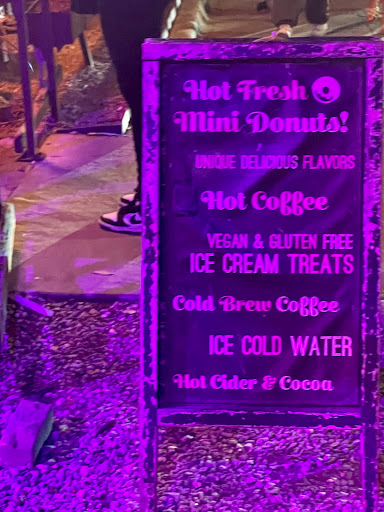 Hot Fresh
Mini Donuts!
UNIQUE DELICIOUS FLAVORS
Hot Coffee
VEGAN & GLUTEN FREE
ICE CREAM TREATS
Cold Brew Coffee
ICE COLD WATER
Hot Cider & Cocoa